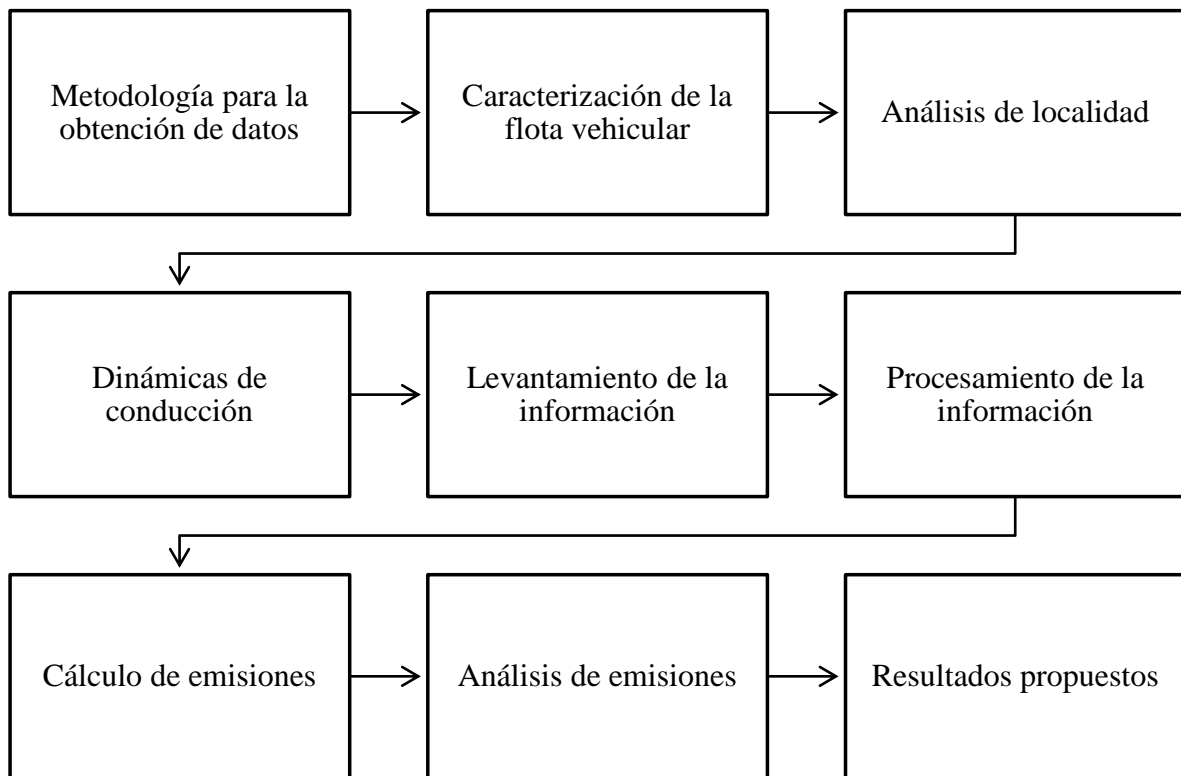 Metodología para la
obtención de datos
Caracterización de la
flota vehicular
Análisis de localidad
Dinámicas de
conducción
Levantamiento de la
información
Procesamiento de la
información
Cálculo de emisiones
Análisis de emisiones
Resultados propuestos